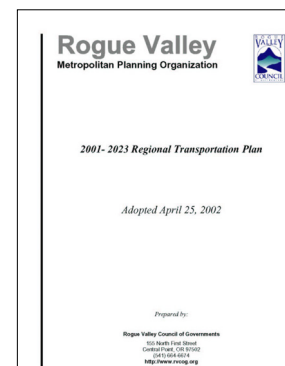 Rogue Valley
Metropolitan Planning Organization
ROGUE
VALLEY
COUNCIL
2001- 2023 Regional Transportation Plan
Adopted April 25, 2002
Prepared by:
Rogue Valley Council of Governments
155 North First Street
Central Point, OR 97502
(541) 664-6674
http://www.rvcog.org